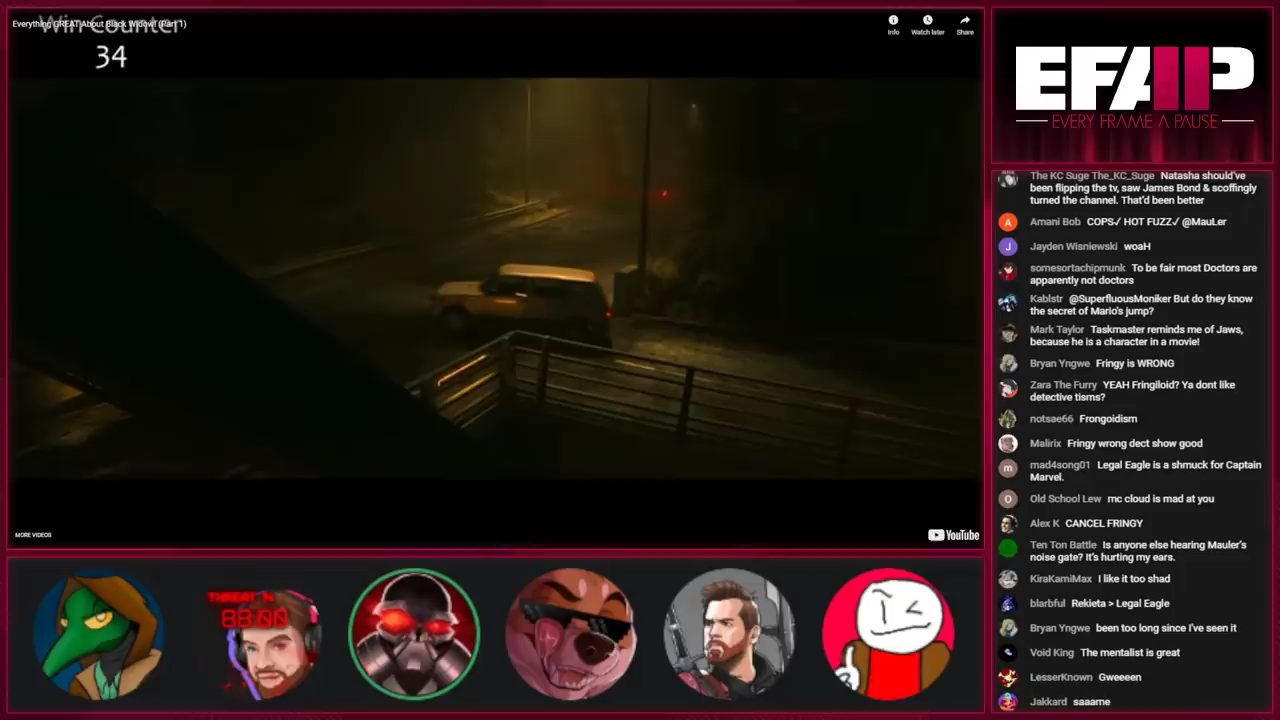 Everything GREAT About Black Widow! (Part 1)
Win Counter
34
Info
Watch later
Share
MORE VIDEOS
YouTube
EFAP
EVERY FRAME A PAUSE
The KC Suge The_KC_Suge Natasha should've
been flipping the tv, saw James Bond & scoffingly
turned the channel. That'd been better
Amani Bob COPS✓ HOT FUZZ✓ @MauLer
Jayden Wisniewski woaH
somesortachipmunk To be fair most Doctors are
apparently not doctors
Kablstr @SuperfluousMoniker But do they know
the secret of Mario's jump?
Mark Taylor Taskmaster reminds me of Jaws,
because he is a character in a movie!
Bryan Yngwe Fringy is WRONG
Zara The Furry YEAH Fringiloid? Ya dont like
detective tisms?
notsae66 Frongoidism
Malirix Fringy wrong dect show good
mad4song01 Legal Eagle is a shmuck for Captain
Marvel.
Old School Lew mc cloud is mad at you
Alex K CANCEL FRINGY
Ten Ton Battle Is anyone else hearing Mauler's
noise gate? It's hurting my ears.
KiraKamiMax I like it too shad
blarbful Rekieta > Legal Eagle
Bryan Yngwe been too long since I've seen it
Void King The mentalist is great
LesserKnown Gweeeen
Jakkard saaame
THREAT IN
88:00